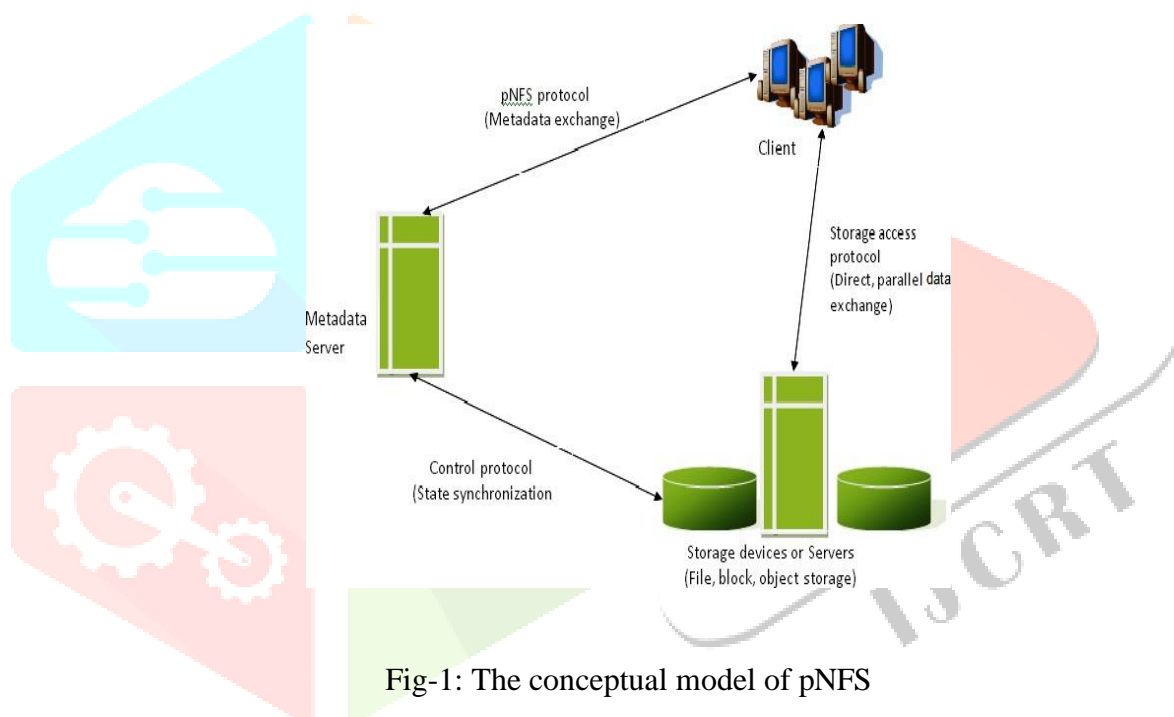 pNFS protocol
(Metadata exchange)
Client
Storage access
protocol
(Direct, parallel data
exchange)
Metadata
Server
Control protocol
(State synchronization
Storage devices or Servers
(File, block, object storage)
IJCRT
Fig-1: The conceptual model of pNFS